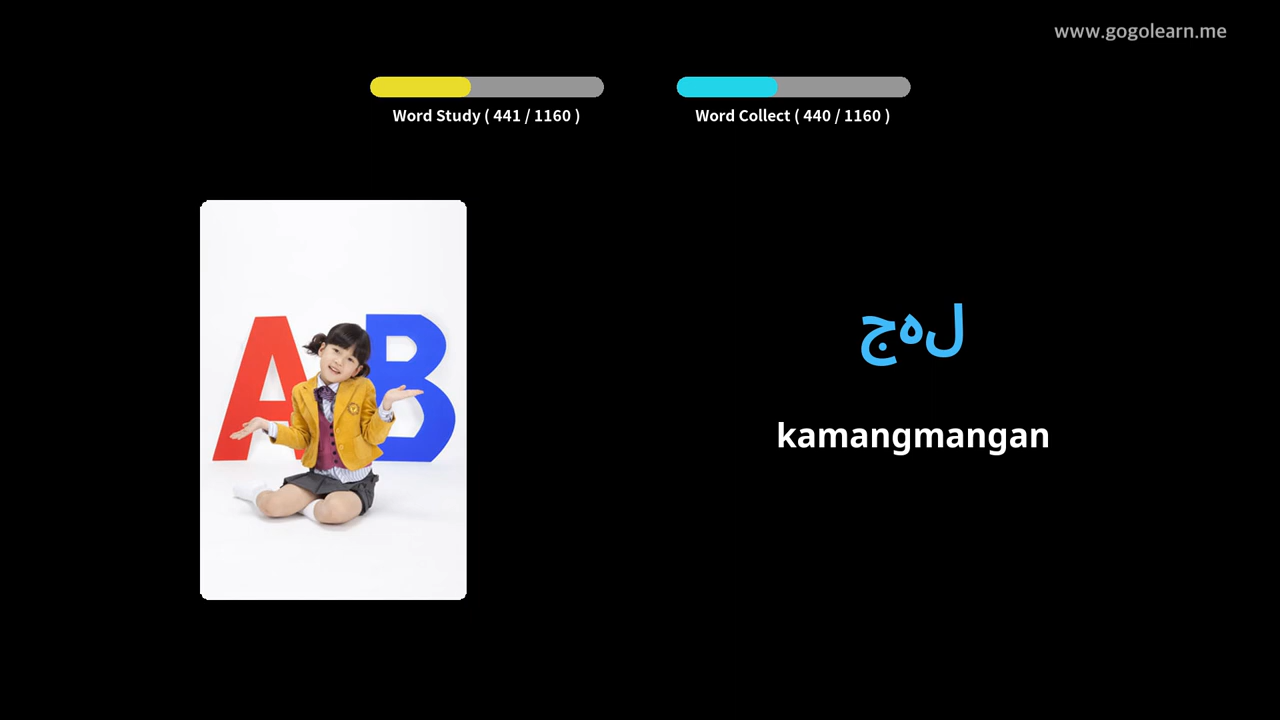 www.gogolearn.me
Word Study ( 441 / 1160 )
Word Collect ( 440 / 1160 )
A B
جهل
kamangmangan